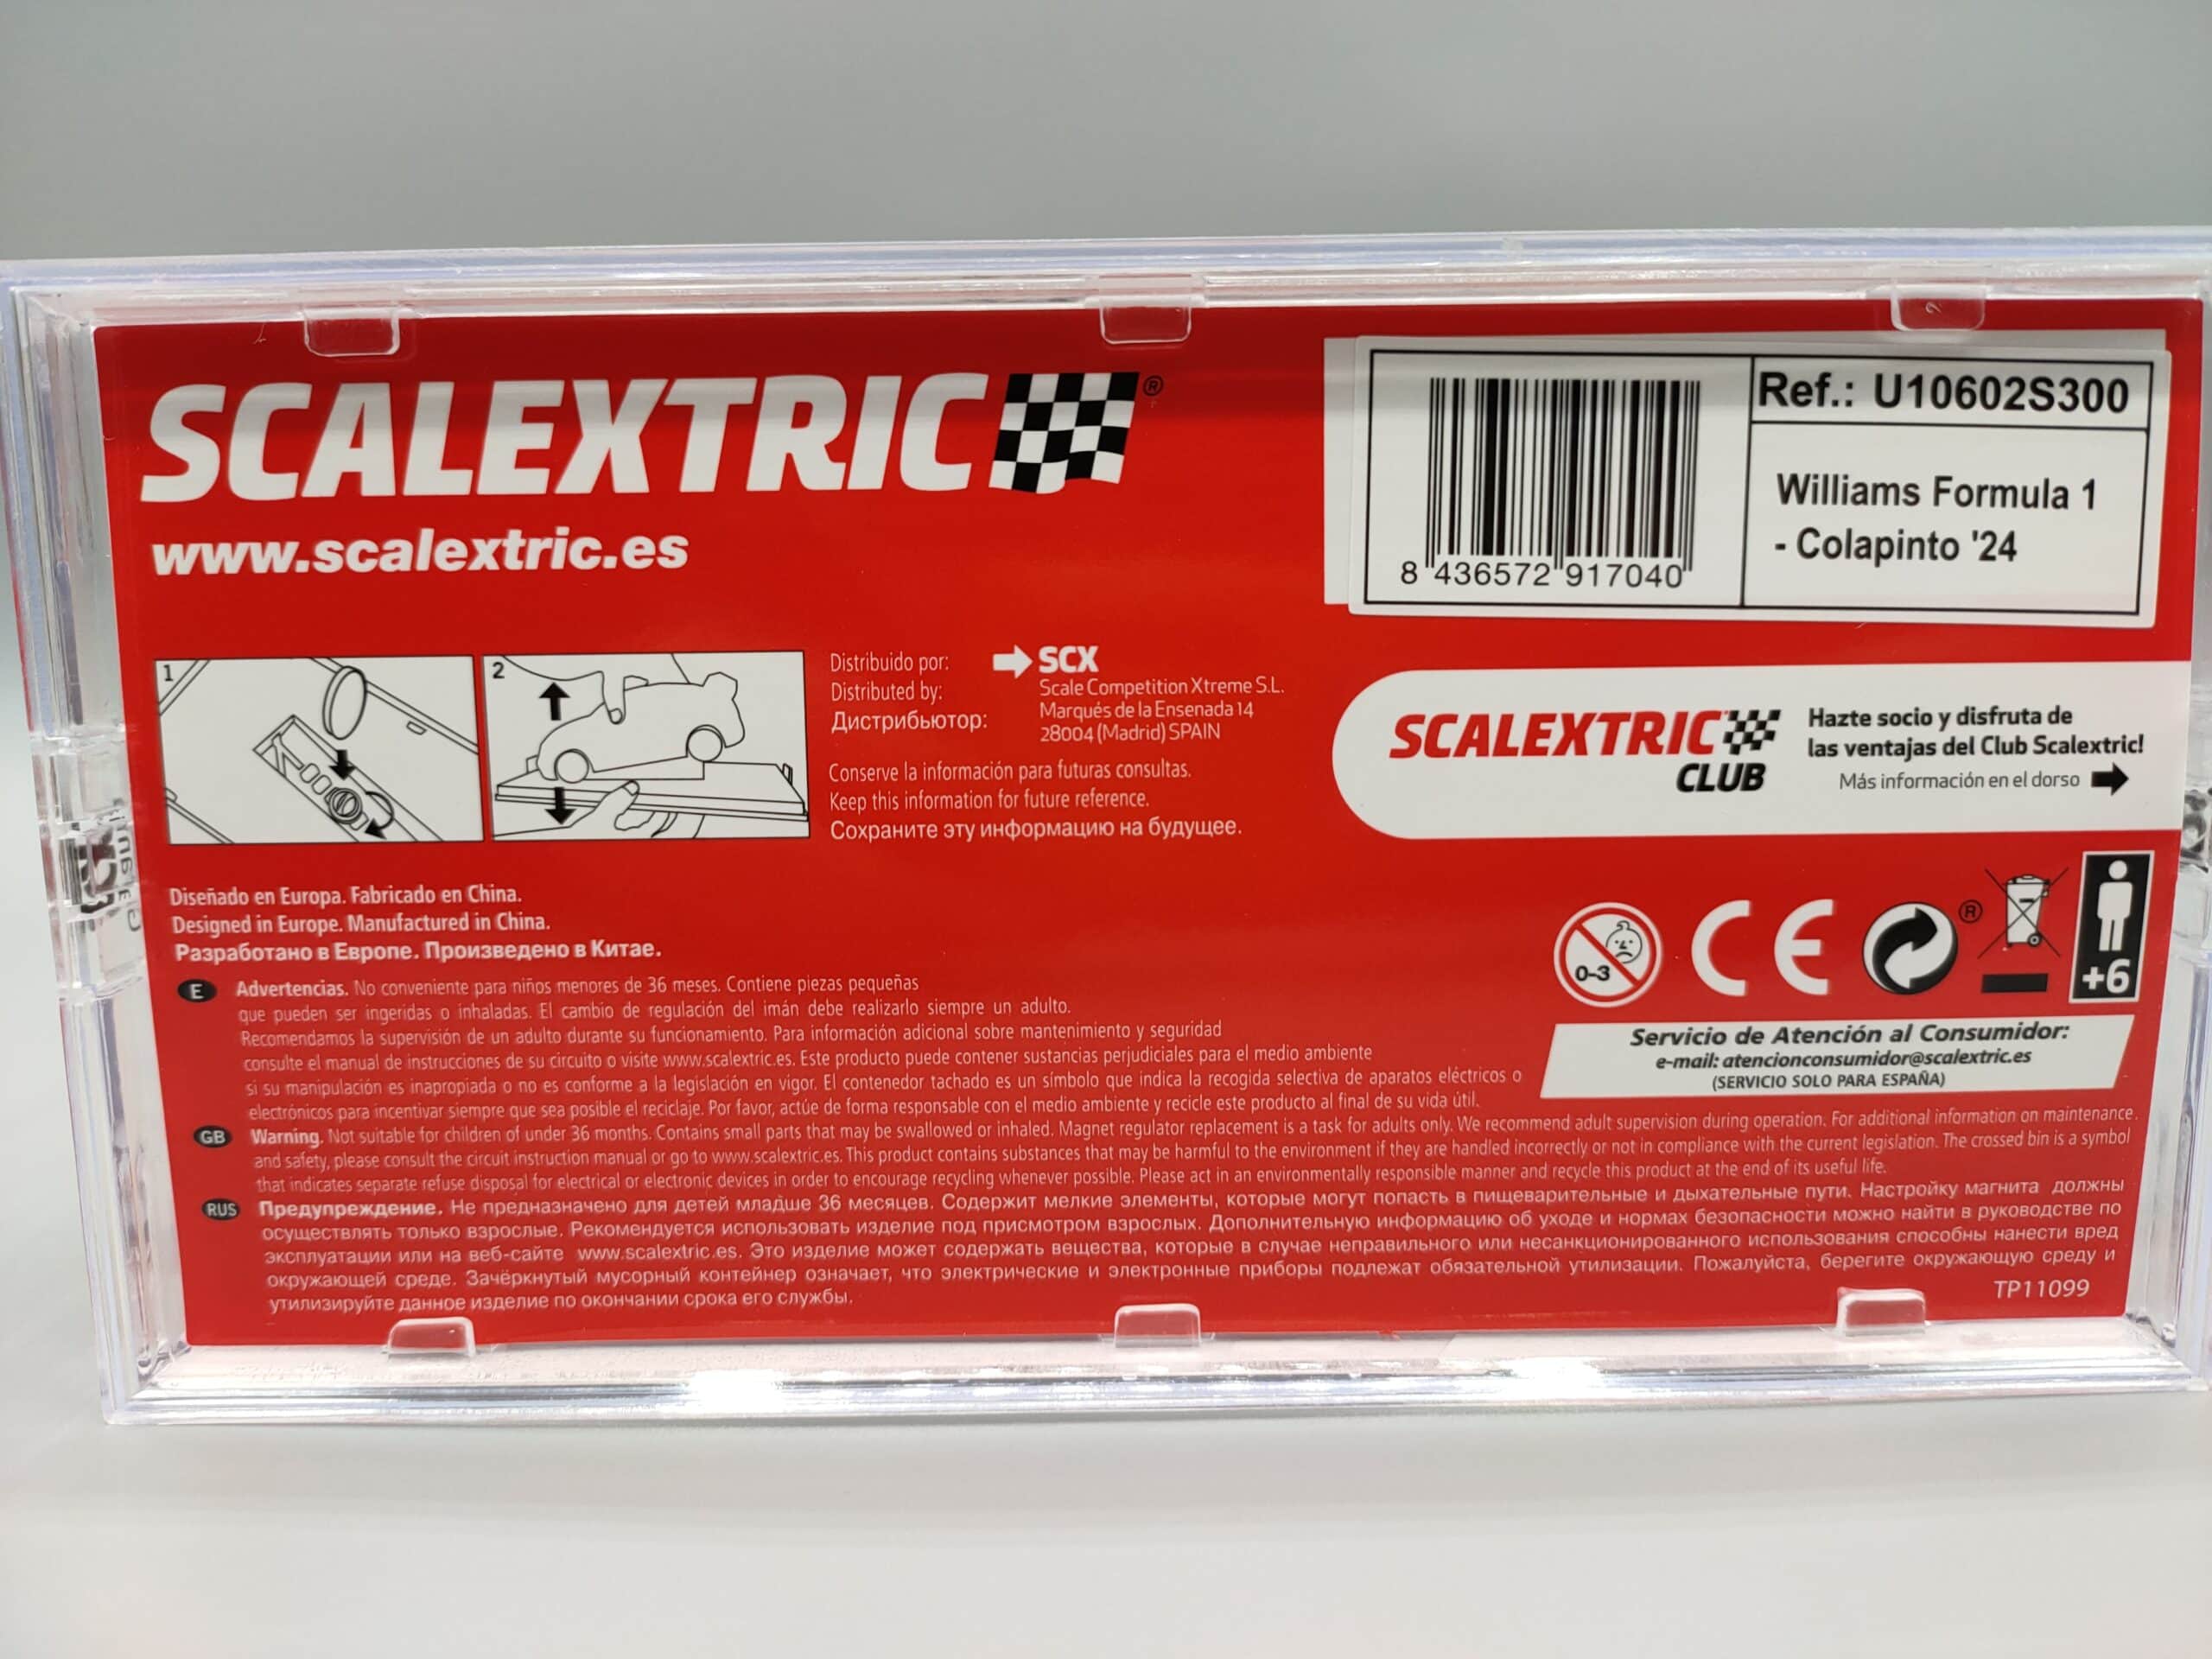 SCALEXTRIC ®
www.scalextric.es
8 436572 917040
Ref.: U10602S300
Williams Formula 1
- Colapinto '24
1
2
Distribuido por:
Distributed by:
Дистрибьютор:
SCX
Scale Competition Xtreme S.L.
Marqués de la Ensenada 14
28004 (Madrid) SPAIN
Conserve la información para futuras consultas.
Keep this information for future reference.
Сохраните эту информацию на будущее.
SCALEXTRIC
CLUB
Hazte socio y disfruta de
las ventajas del Club Scalextric!
Más información en el dorso
Diseñado en Europa. Fabricado en China.
Designed in Europe. Manufactured in China.
Разработано в Европе. Произведено в Китае.
0-3
CE
®
+6
Servicio de Atención al Consumidor:
e-mail: atencionconsumidor@scalextric.es
(SERVICIO SOLO PARA ESPAÑA)
E Advertencias. No conveniente para niños menores de 36 meses. Contiene piezas pequeñas
que pueden ser ingeridas o inhaladas. El cambio de regulación del imán debe realizarlo siempre un adulto.
Recomendamos la supervisión de un adulto durante su funcionamiento. Para información adicional sobre mantenimiento y seguridad
consulte el manual de instrucciones de su circuito o visite www.scalextric.es. Este producto puede contener sustancias perjudiciales para el medio ambiente
si su manipulación es inapropiada o no es conforme a la legislación en vigor. El contenedor tachado es un símbolo que indica la recogida selectiva de aparatos eléctricos o
electrónicos para incentivar siempre que sea posible el reciclaje. Por favor, actúe de forma responsable con el medio ambiente y recicle este producto al final de su vida útil.
GB Warning. Not suitable for children of under 36 months. Contains small parts that may be swallowed or inhaled. Magnet regulator replacement is a task for adults only. We recommend adult supervision during operation. For additional information on maintenance.
and safety, please consult the circuit instruction manual or go to www.scalextric.es. This product contains substances that may be harmful to the environment if they are handled incorrectly or not in compliance with the current legislation. The crossed bin is a symbol
that indicates separate refuse disposal for electrical or electronic devices in order to encourage recycling whenever possible. Please act in an environmentally responsible manner and recycle this product at the end of its useful life.
RUS Предупреждение. Не предназначено для детей младше 36 месяцев. Содержит мелкие элементы, которые могут попасть в пищеварительные и дыхательные пути. Настройку магнита должны
осуществлять только взрослые. Рекомендуется использовать изделие под присмотром взрослых. Дополнительную информацию об уходе и нормах безопасности можно найти в руководстве по
эксплуатации или на веб-сайте www.scalextric.es. Это изделие может содержать вещества, которые в случае неправильного или несанкционированного использования способны нанести вред
окружающей среде. Зачёркнутый мусорный контейнер означает, что электрические и электронные приборы подлежат обязательной утилизации. Пожалуйста, берегите окружающую среду и
утилизируйте данное изделие по окончании срока его службы.
TP11099